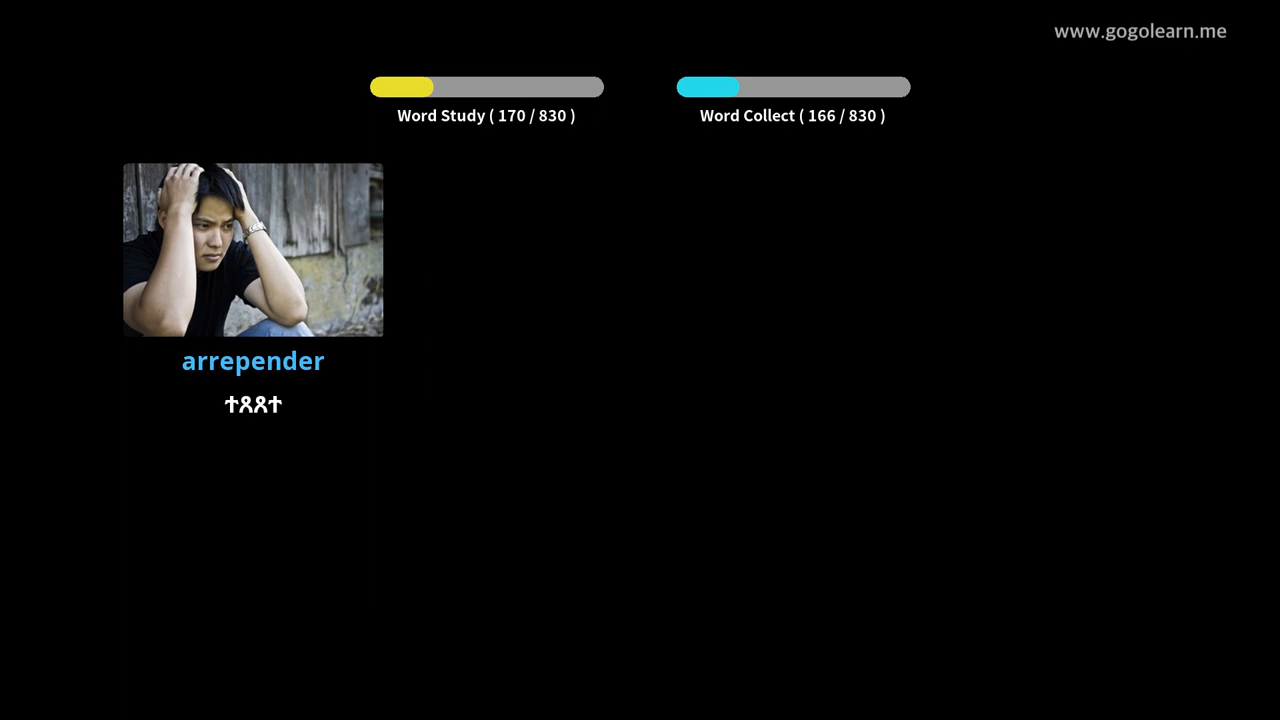 www.gogolearn.me
Word Study ( 170 / 830 )
Word Collect ( 166 / 830 )
arrepender
ተጸጸተ